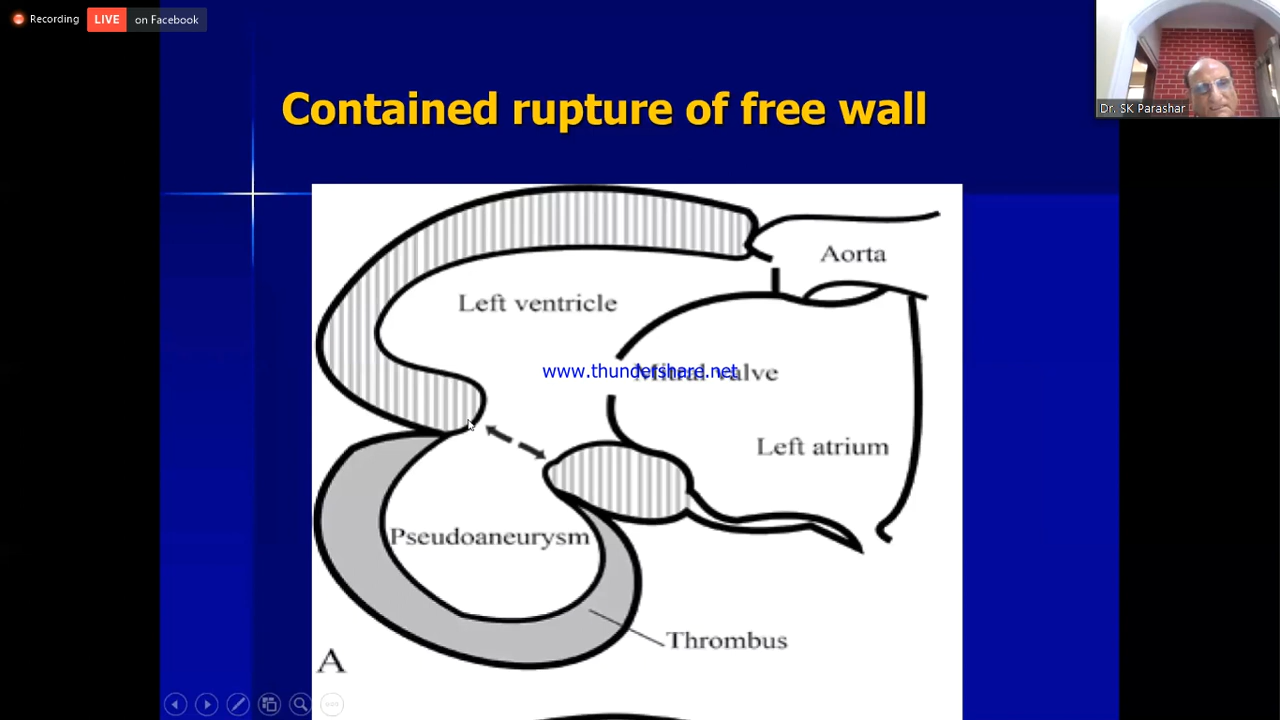 Recording
LIVE on Facebook
Dr. SK Parashar
Contained rupture of free wall
Aorta
Left ventricle
www.thundershare.net
Mitral valve
Left atrium
Pseudoaneurysm
Thrombus
A